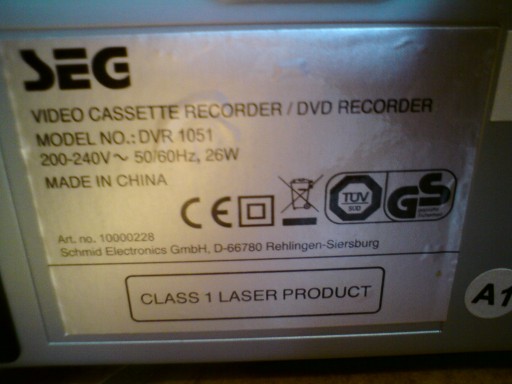 SEG
VIDEO CASSETTE RECORDER / DVD RECORDER
MODEL NO.: DVR 1051
200-240V～ 50/60Hz, 26W
MADE IN CHINA
CE
TÜV
SÜD
GS
Art. no. 10000228
Schmid Electronics GmbH, D-66780 Rehlingen-Siersburg
CLASS 1 LASER PRODUCT
A1